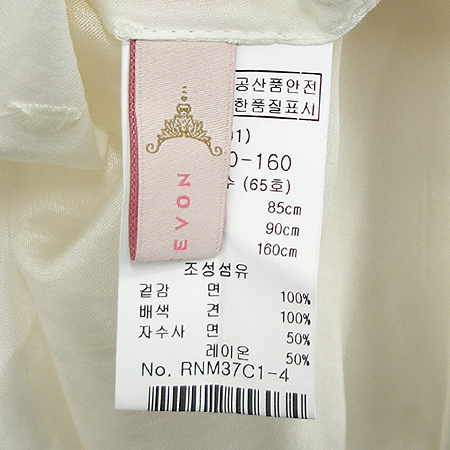 공산품안전
한품질표시
01)
0-160
수 (65호)
85cm
90cm
160cm
조성섬유
겉감 면 100%
배색 견 100%
자수사 면 50%
레이온 50%
No. RNM37C1-4
EVON